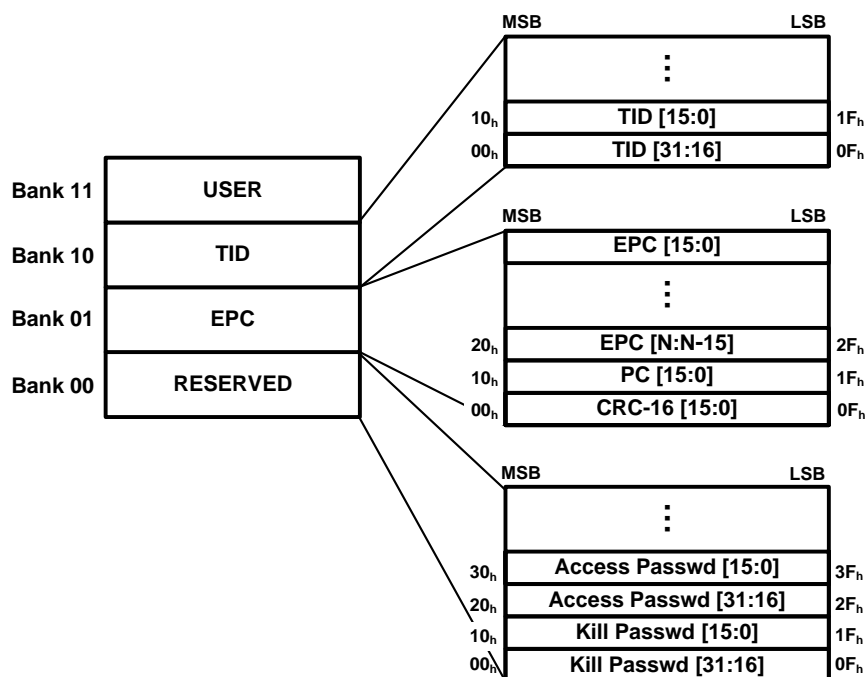 MSB LSB
⋮
10h TID [15:0] 1Fh
00h TID [31:16] 0Fh
Bank 11 USER
Bank 10 TID
Bank 01 EPC
Bank 00 RESERVED
MSB LSB
EPC [15:0]
⋮
20h EPC [N:N-15] 2Fh
10h PC [15:0] 1Fh
00h CRC-16 [15:0] 0Fh
MSB LSB
⋮
30h Access Passwd [15:0] 3Fh
20h Access Passwd [31:16] 2Fh
10h Kill Passwd [15:0] 1Fh
00h Kill Passwd [31:16] 0Fh